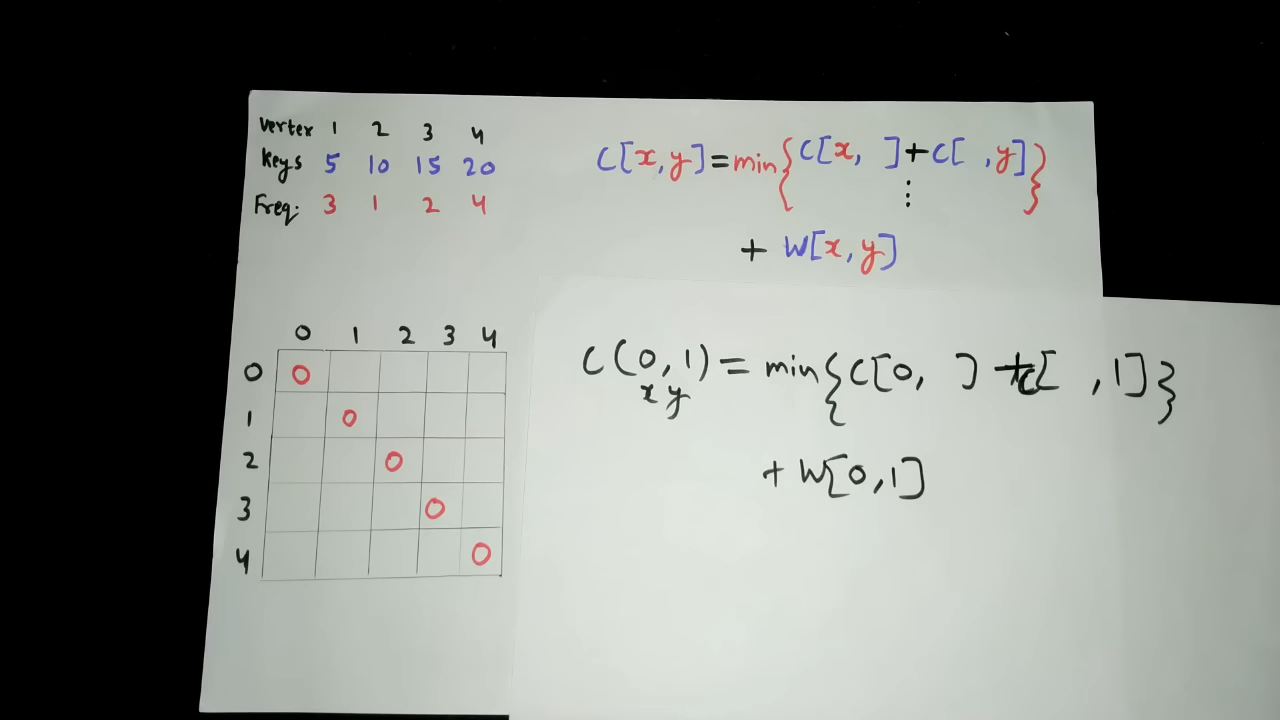 Vertex 1 2 3 4
Keys 5 10 15 20
Freq. 3 1 2 4
C[x,y]=min{C[x, ]+C[ ,y]}
⋮
+ W[x,y]
0 1 2 3 4
0 0
1 0
2 0
3 0
4 0
C(0,1) = min{C[0, ] + C[ ,1]}
x y
+ W[0,1]